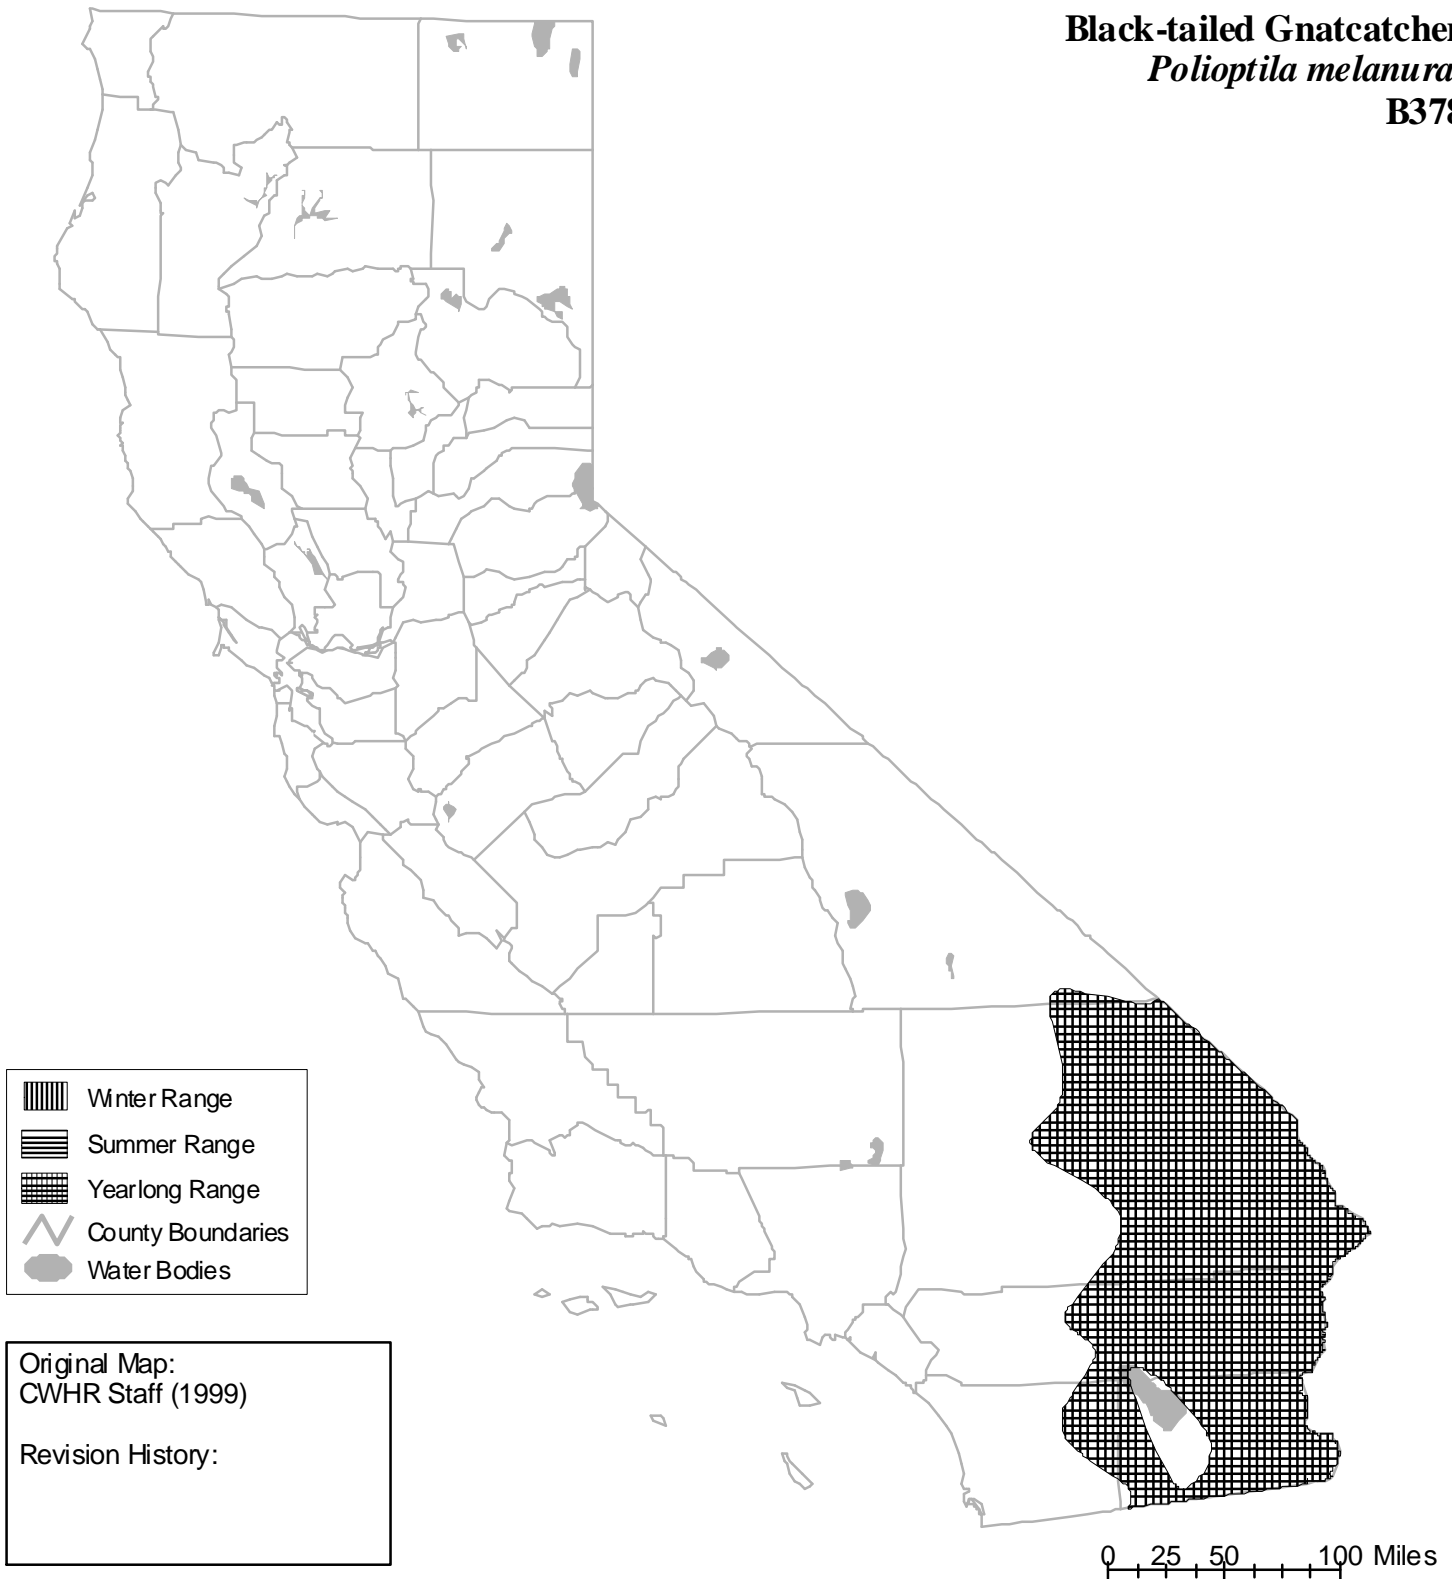 Black-tailed Gnatcatcher
Polioptila melanura
B378
Winter Range
Summer Range
Yearlong Range
County Boundaries
Water Bodies
Original Map:
CWHR Staff (1999)
Revision History:
0 25 50 100 Miles